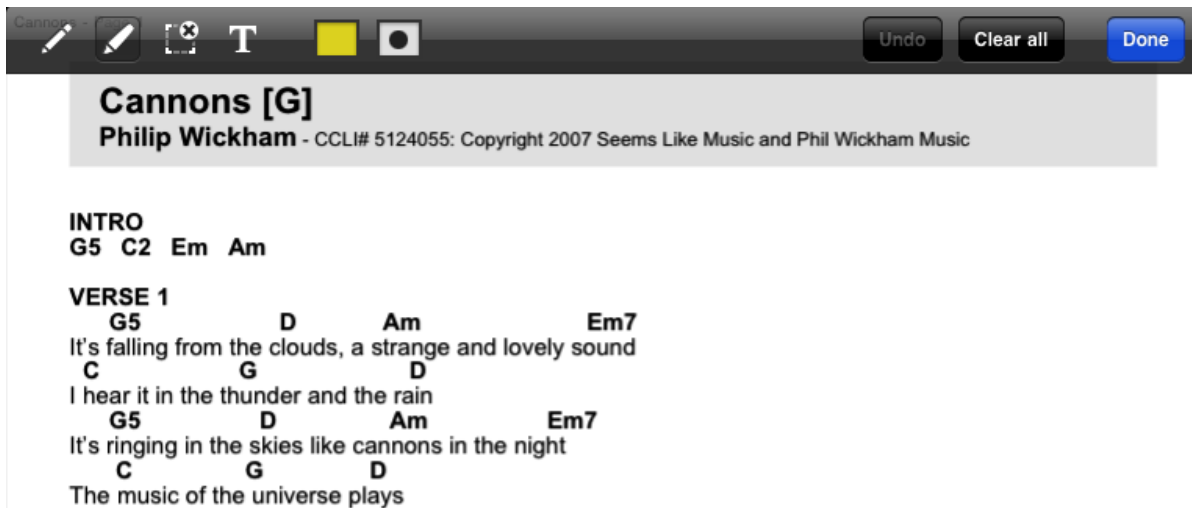 Cannons - Page 1
T
Undo Clear all Done
Cannons [G]
Philip Wickham - CCLI# 5124055: Copyright 2007 Seems Like Music and Phil Wickham Music
INTRO
G5 C2 Em Am
VERSE 1
G5 D Am Em7
It's falling from the clouds, a strange and lovely sound
C G D
I hear it in the thunder and the rain
G5 D Am Em7
It's ringing in the skies like cannons in the night
C G D
The music of the universe plays